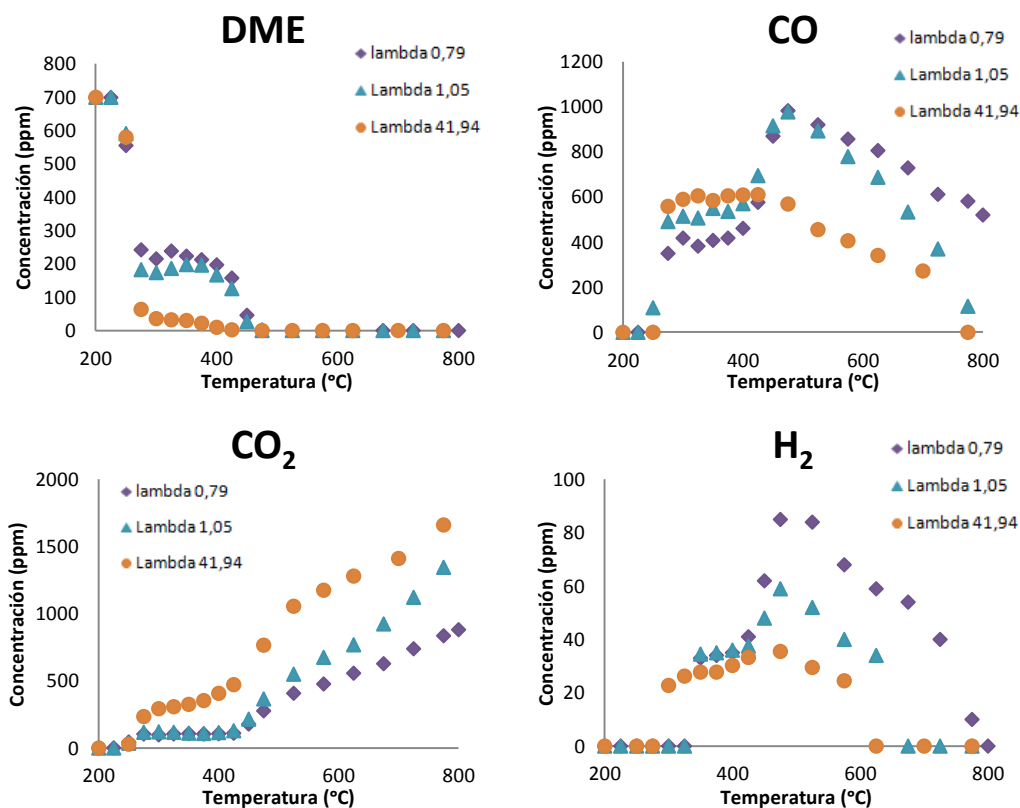 DME
lambda 0,79
Lambda 1,05
Lambda 41,94
Concentración (ppm)
800
700
600
500
400
300
200
100
0
200
400
600
800
Temperatura (ºC)
CO
lambda 0,79
Lambda 1,05
Lambda 41,94
Concentración (ppm)
1200
1000
800
600
400
200
0
200
400
600
800
Temperatura (ºC)
CO₂
lambda 0,79
Lambda 1,05
Lambda 41,94
Concentración (ppm)
2000
1500
1000
500
0
200
400
600
800
Temperatura (ºC)
H₂
lambda 0,79
Lambda 1,05
Lambda 41,94
Concentración (ppm)
100
80
60
40
20
0
200
400
600
800
Temperatura (ºC)